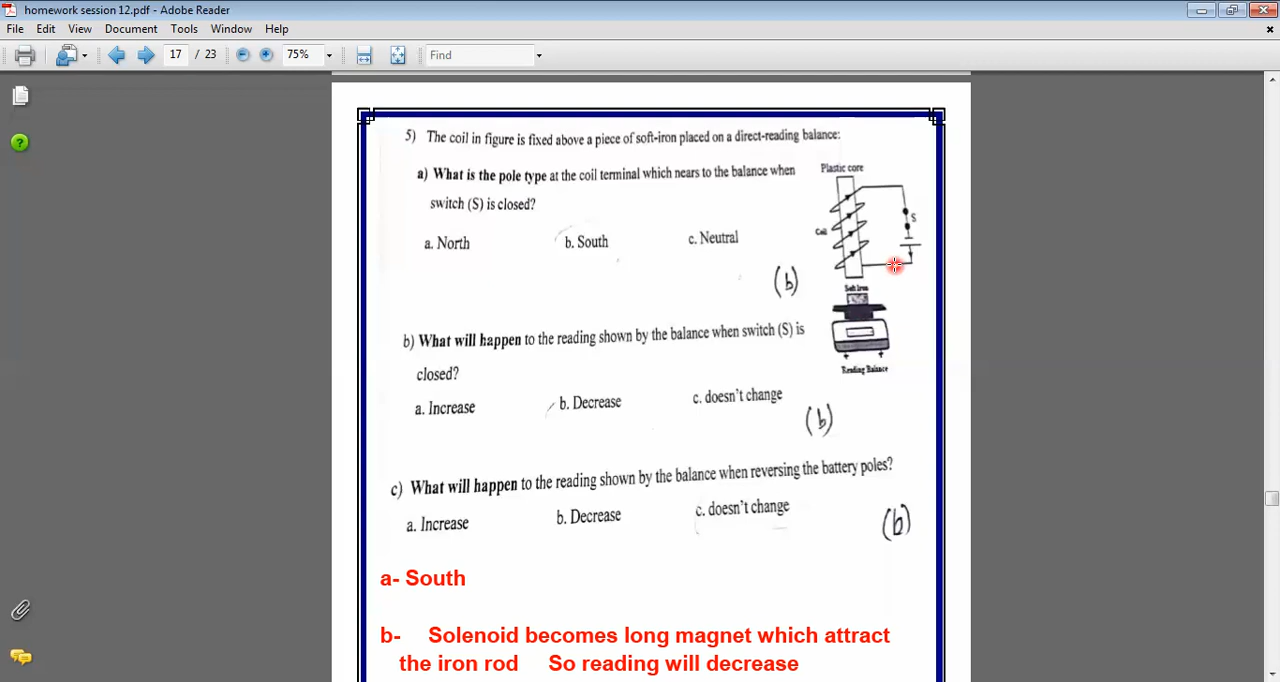 homework session 12.pdf - Adobe Reader
File Edit View Document Tools Window Help
17 / 23 75% Find
5) The coil in figure is fixed above a piece of soft-iron placed on a direct-reading balance:
a) What is the pole type at the coil terminal which nears to the balance when
switch (S) is closed?
a. North b. South c. Neutral
(b)
Plastic core
S
Coil
Soft Iron
Reading Balance
b) What will happen to the reading shown by the balance when switch (S) is
closed?
a. Increase b. Decrease c. doesn't change
(b)
c) What will happen to the reading shown by the balance when reversing the battery poles?
a. Increase b. Decrease c. doesn't change
(b)
a- South
b- Solenoid becomes long magnet which attract
the iron rod So reading will decrease